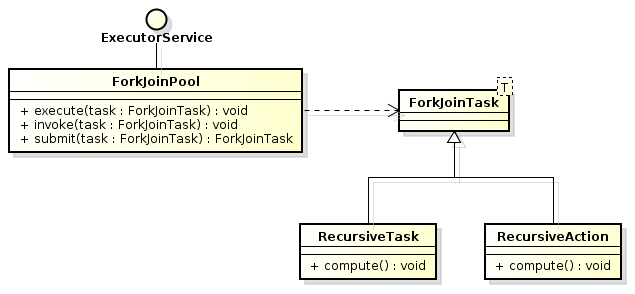 ExecutorService
ForkJoinPool
+ execute(task : ForkJoinTask) : void
+ invoke(task : ForkJoinTask) : void
+ submit(task : ForkJoinTask) : ForkJoinTask
T
ForkJoinTask
RecursiveTask
+ compute() : void
RecursiveAction
+ compute() : void